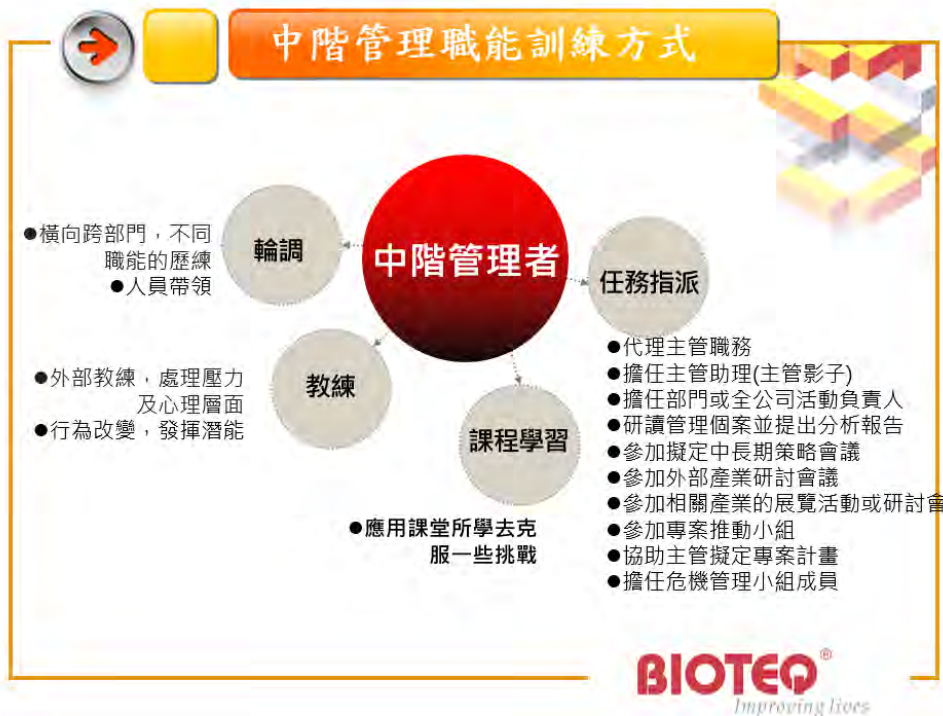 中階管理職能訓練方式
中階管理者
輪調
●橫向跨部門，不同
職能的歷練
●人員帶領
教練
●外部教練，處理壓力
及心理層面
●行為改變，發揮潛能
課程學習
●應用課堂所學去克
服一些挑戰
任務指派
●代理主管職務
●擔任主管助理(主管影子)
●擔任部門或全公司活動負責人
●研讀管理個案並提出分析報告
●參加擬定中長期策略會議
●參加外部產業研討會議
●參加相關產業的展覽活動或研討會
●參加專案推動小組
●協助主管擬定專案計畫
●擔任危機管理小組成員
BIOTEQ®
Improving lives